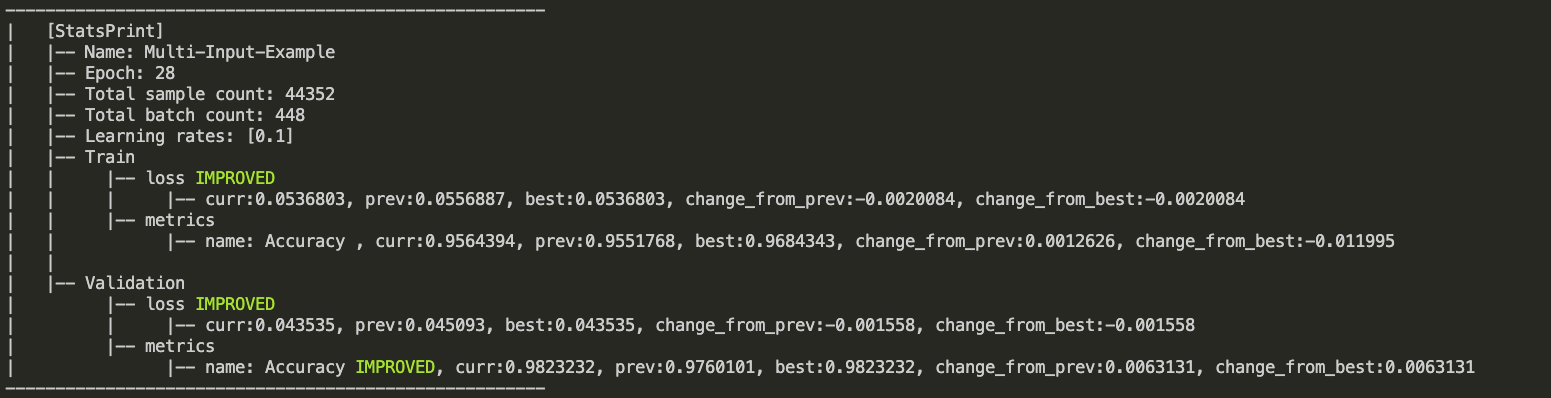 ------------------------------------------------------
|   [StatsPrint]
|   |-- Name: Multi-Input-Example
|   |-- Epoch: 28
|   |-- Total sample count: 44352
|   |-- Total batch count: 448
|   |-- Learning rates: [0.1]
|   |-- Train
|   |     |-- loss IMPROVED
|   |     |     |-- curr:0.0536803, prev:0.0556887, best:0.0536803, change_from_prev:-0.0020084, change_from_best:-0.0020084
|   |     |-- metrics
|   |           |-- name: Accuracy , curr:0.9564394, prev:0.9551768, best:0.9684343, change_from_prev:0.0012626, change_from_best:-0.011995
|   |
|   |-- Validation
|         |-- loss IMPROVED
|         |     |-- curr:0.043535, prev:0.045093, best:0.043535, change_from_prev:-0.001558, change_from_best:-0.001558
|         |-- metrics
|               |-- name: Accuracy IMPROVED, curr:0.9823232, prev:0.9760101, best:0.9823232, change_from_prev:0.0063131, change_from_best:0.0063131
------------------------------------------------------